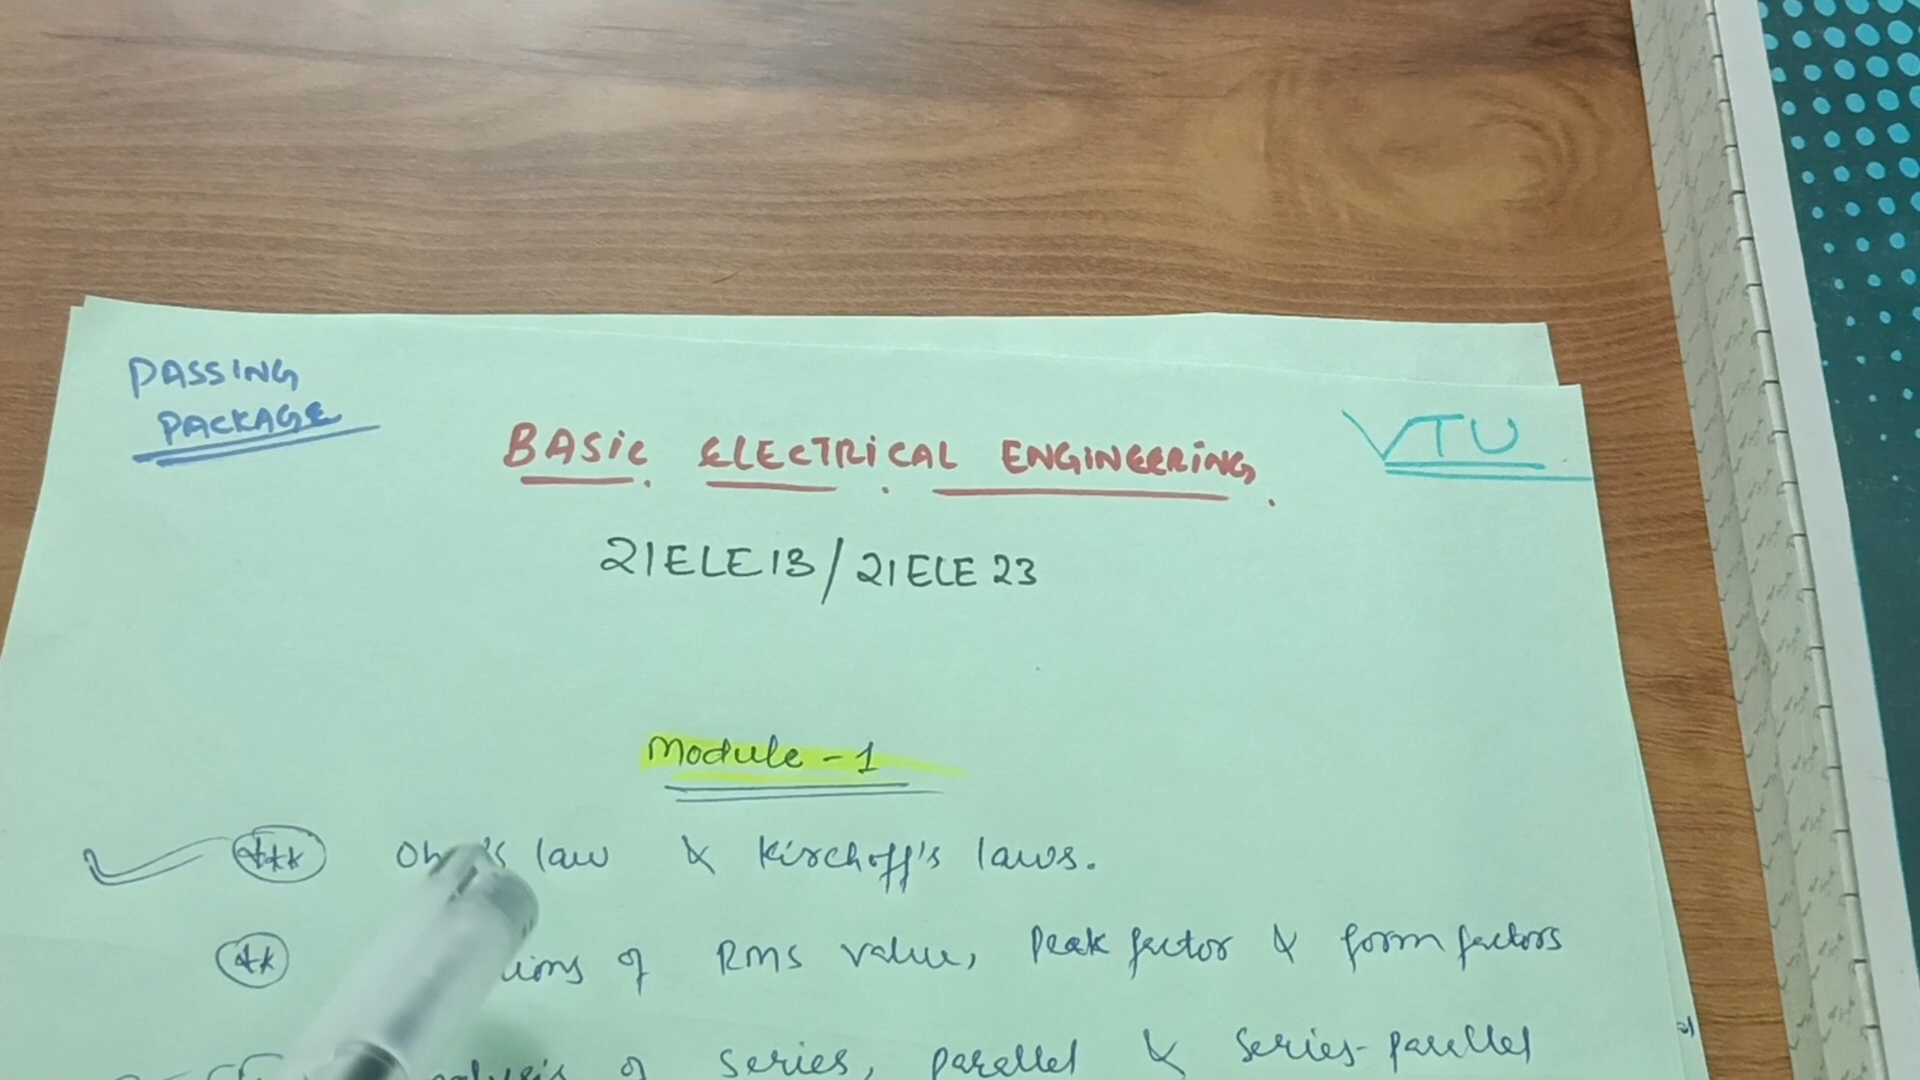 PASSING
PACKAGE
BASIC ELECTRICAL ENGINEERING
VTU
21ELE13/21ELE23
Module-1
*** law & Kirchoff's laws.
** of RMS value, Peak factor & form factors
of series, parallel & series-parallel